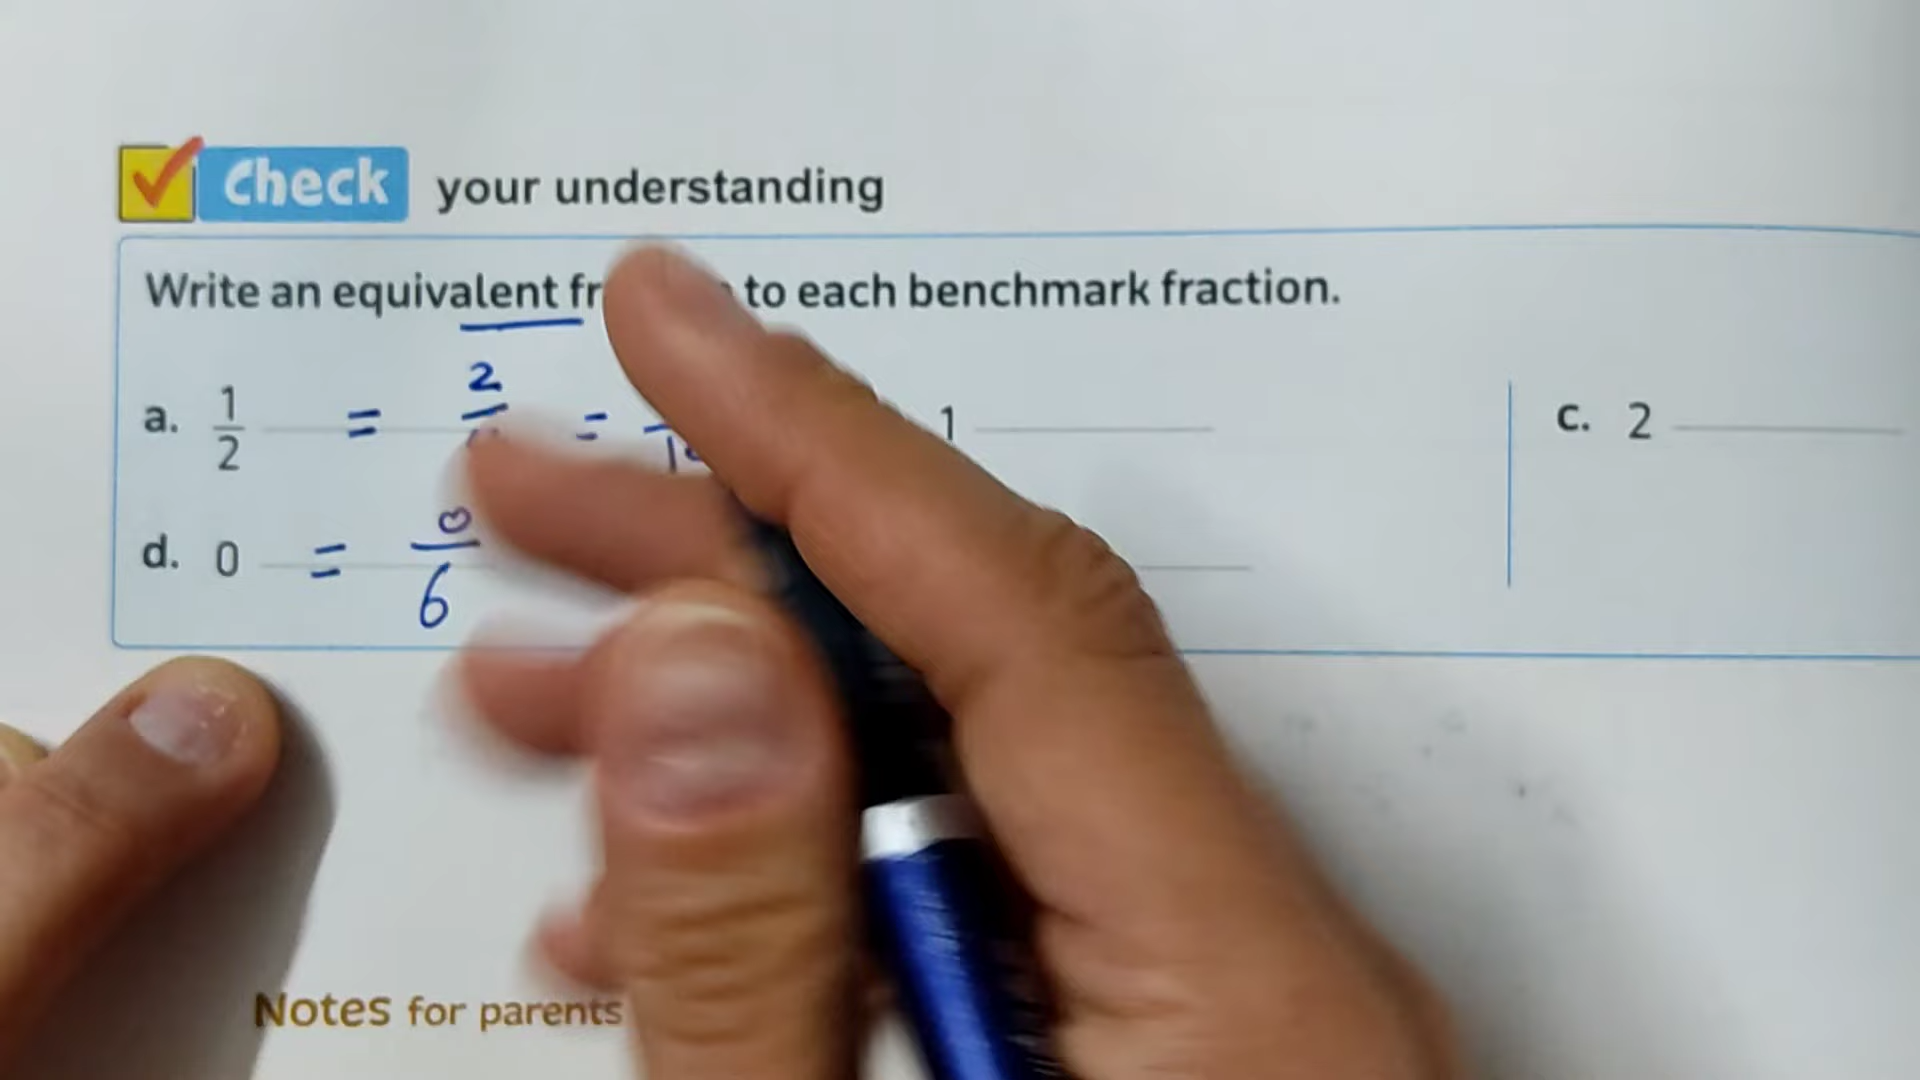 Check your understanding
Write an equivalent to each benchmark fraction.
a. 1/2 = 2/ =
1
c. 2
d. 0 = 0/6
Notes for parents